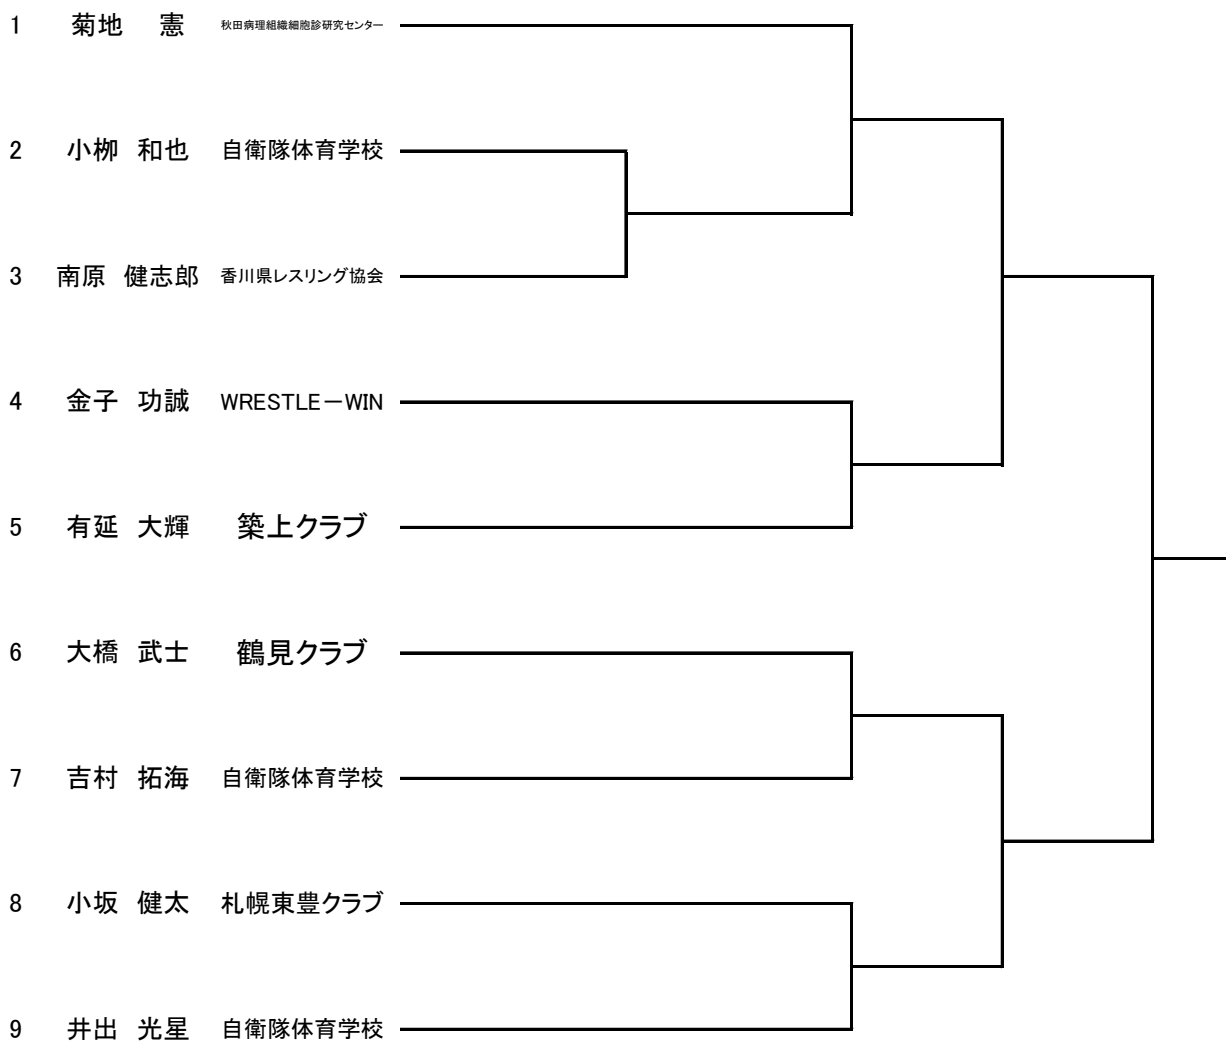 1 菊地 憲 秋田病理組織細胞診研究センター
2 小栁 和也 自衛隊体育学校
3 南原 健志郎 香川県レスリング協会
4 金子 功誠 WRESTLE－WIN
5 有延 大輝 築上クラブ
6 大橋 武士 鶴見クラブ
7 吉村 拓海 自衛隊体育学校
8 小坂 健太 札幌東豊クラブ
9 井出 光星 自衛隊体育学校